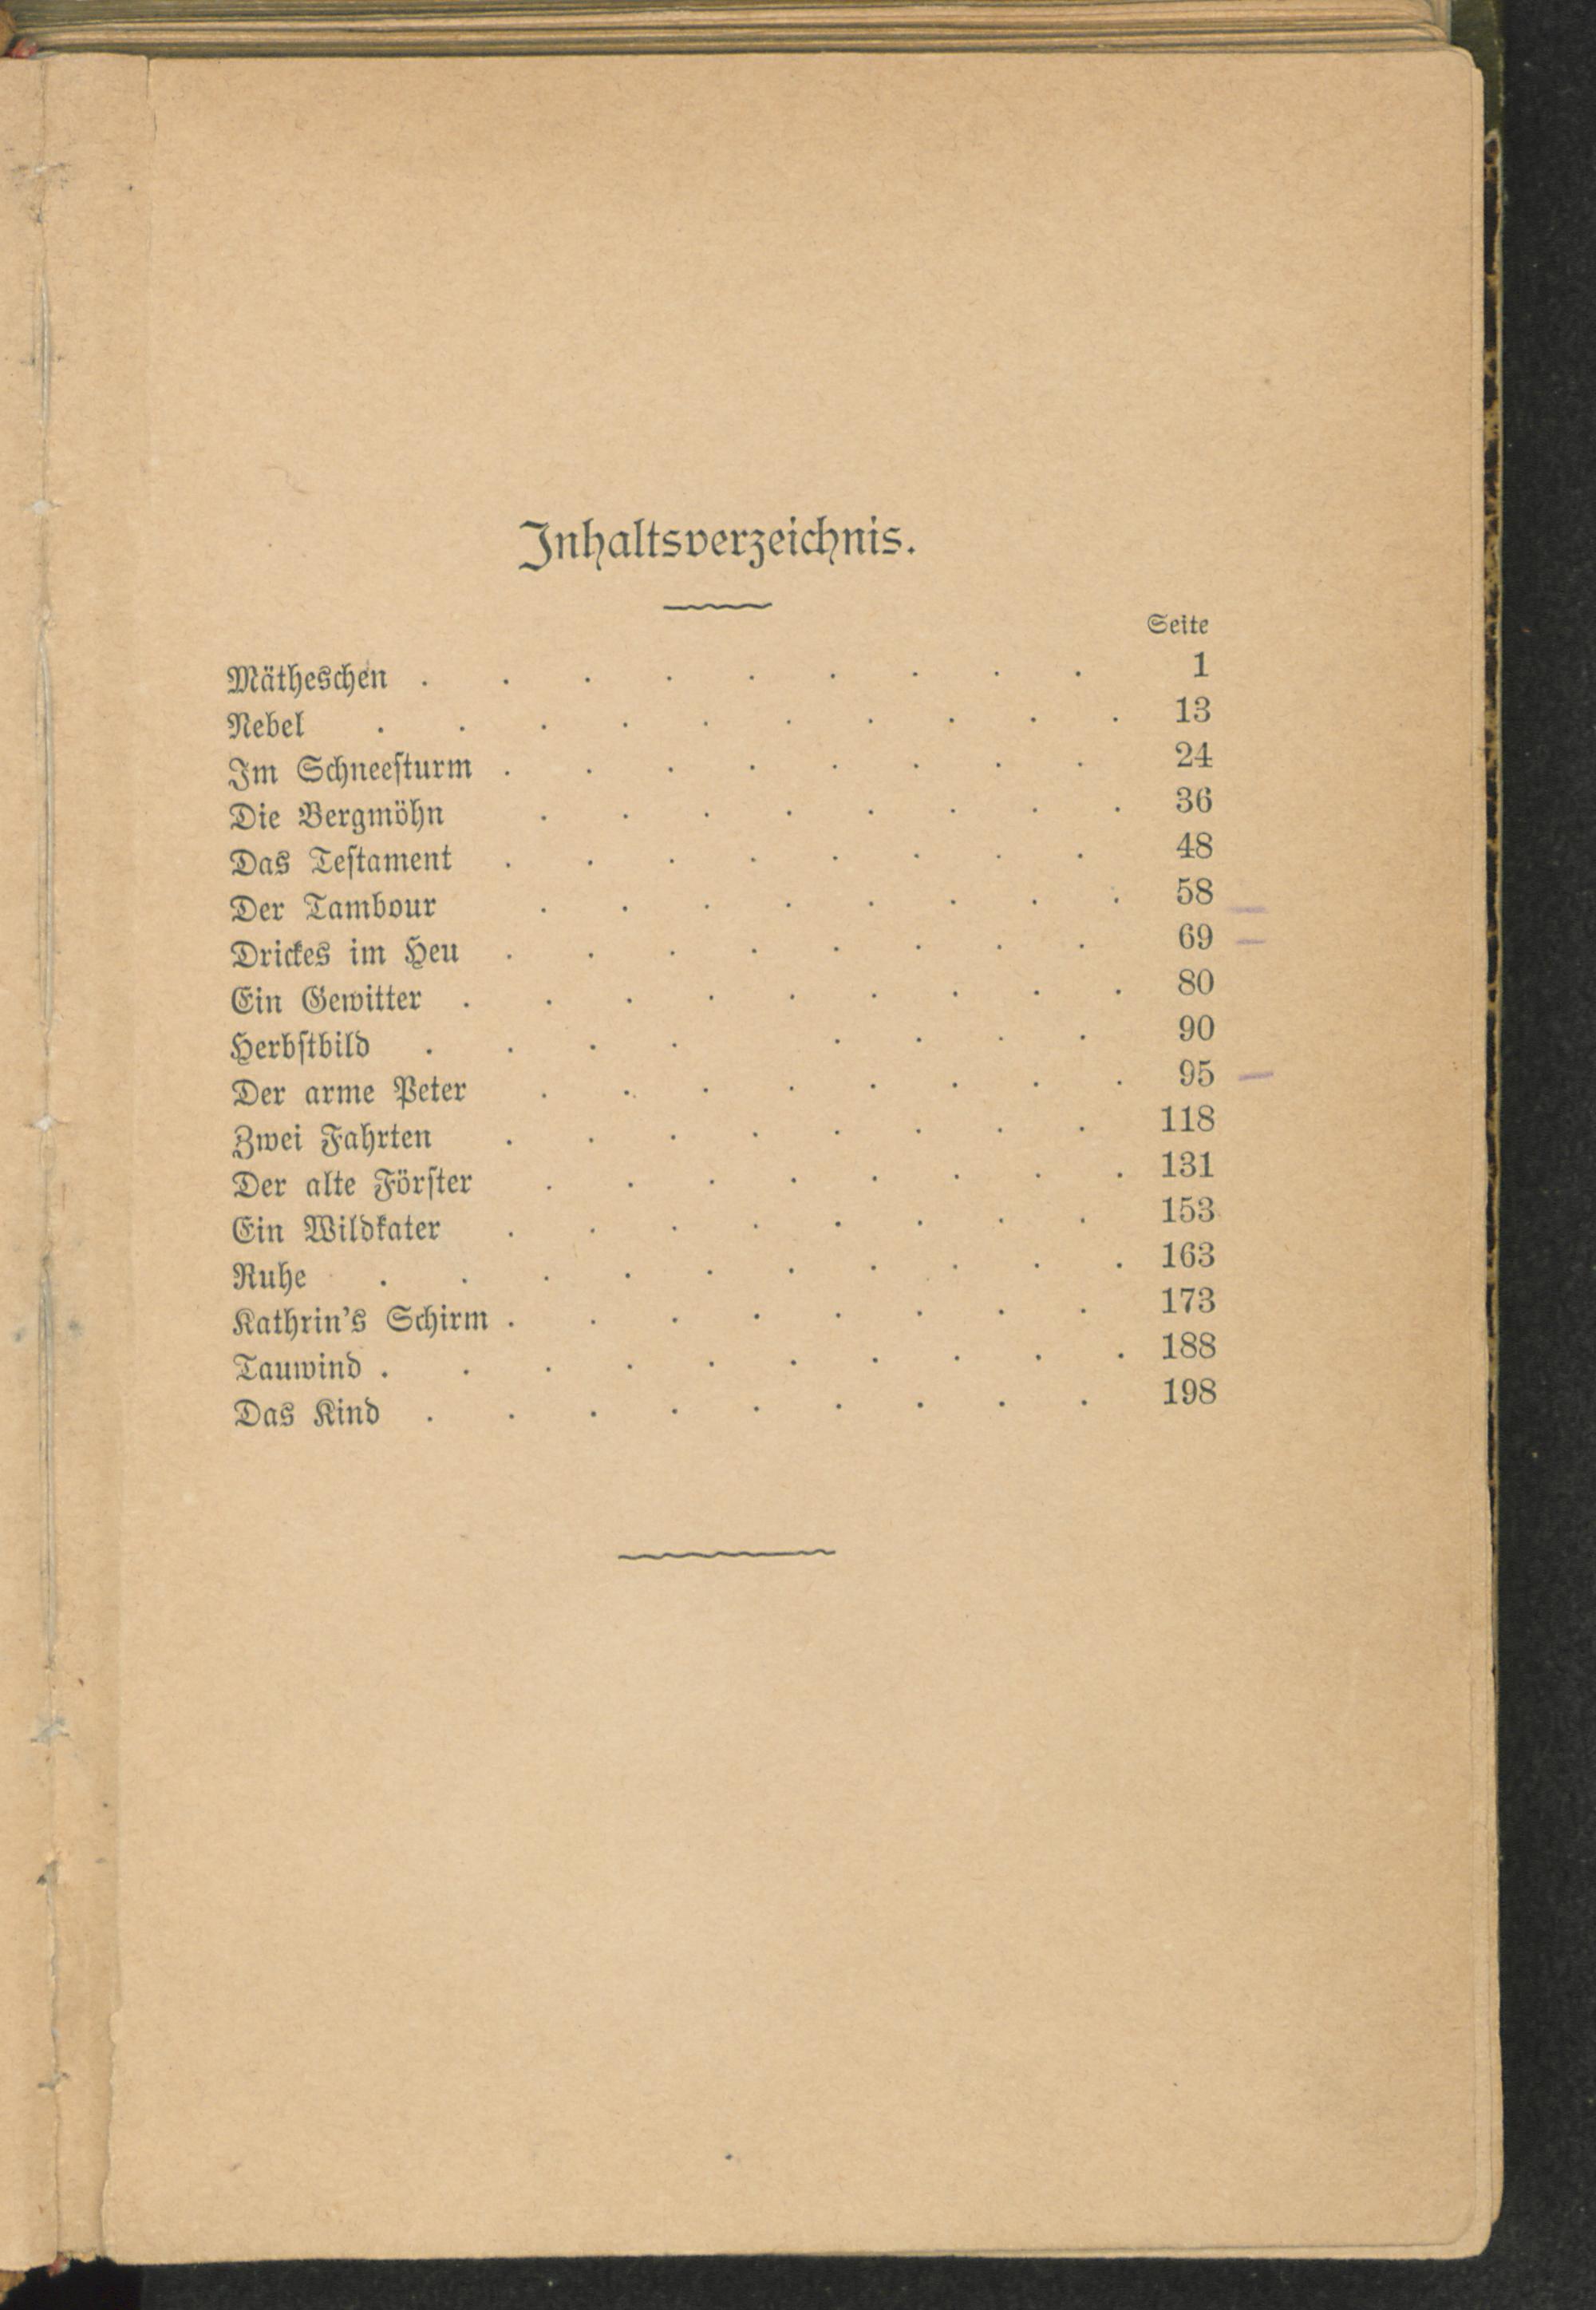 Inhaltsverzeichnis.
Seite
Mätheschen . . . . . . . . . 1
Nebel . . . . . . . . . . 13
Im Schneeſturm . . . . . . . . 24
Die Bergmöhn . . . . . . . . 36
Das Teſtament . . . . . . . . 48
Der Tambour . . . . . . . . 58
Drickes im Heu . . . . . . . . 69
Ein Gewitter . . . . . . . . . 80
Herbſtbild . . . . . . . . 90
Der arme Peter . . . . . . . . 95
Zwei Fahrten . . . . . . . . 118
Der alte Förſter . . . . . . . . 131
Ein Wildkater . . . . . . . . 153
Ruhe . . . . . . . . . . 163
Kathrin's Schirm . . . . . . . . 173
Tauwind . . . . . . . . . . 188
Das Kind . . . . . . . . . 198